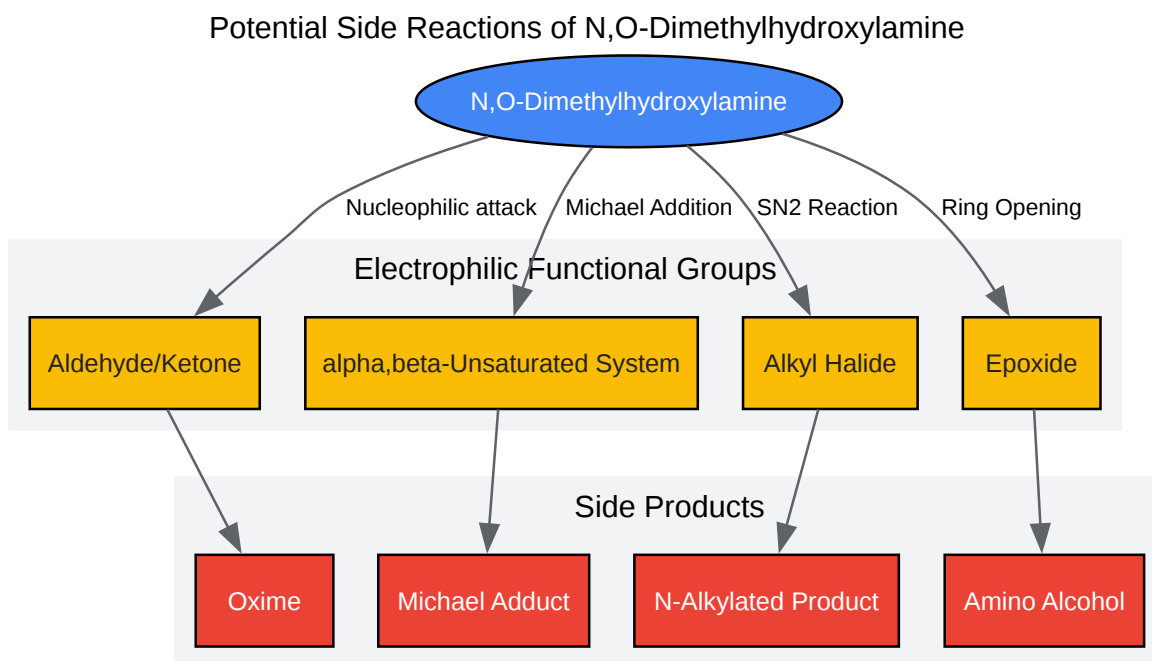 Potential Side Reactions of N,O-Dimethylhydroxylamine
N,O-Dimethylhydroxylamine
Nucleophilic attack
Michael Addition
SN2 Reaction
Ring Opening
Electrophilic Functional Groups
Aldehyde/Ketone
alpha,beta-Unsaturated System
Alkyl Halide
Epoxide
Side Products
Oxime
Michael Adduct
N-Alkylated Product
Amino Alcohol